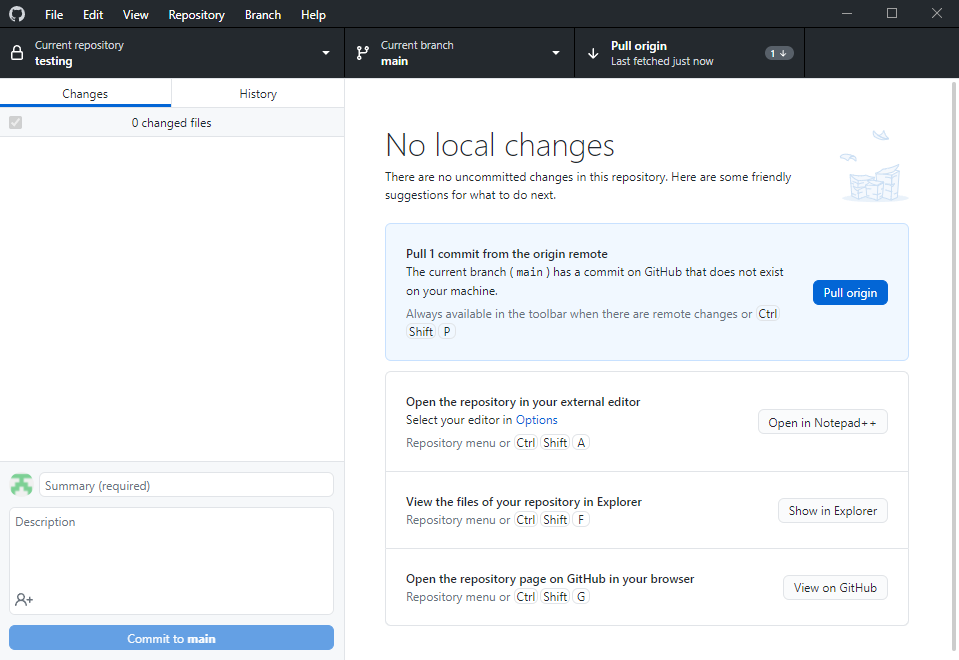 File Edit View Repository Branch Help
Current repository
testing
Current branch
main
Pull origin
Last fetched just now
1
Changes
History
0 changed files
No local changes
There are no uncommitted changes in this repository. Here are some friendly
suggestions for what to do next.
Pull 1 commit from the origin remote
The current branch (main) has a commit on GitHub that does not exist
on your machine.
Always available in the toolbar when there are remote changes or Ctrl
Shift P
Pull origin
Open the repository in your external editor
Select your editor in Options
Repository menu or Ctrl Shift A
Open in Notepad++
View the files of your repository in Explorer
Repository menu or Ctrl Shift F
Show in Explorer
Open the repository page on GitHub in your browser
Repository menu or Ctrl Shift G
View on GitHub
Summary (required)
Description
Commit to main